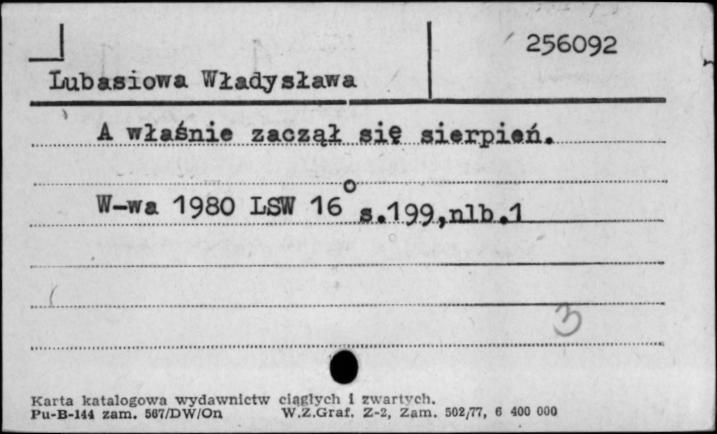 256092
Lubasiowa Władysława
A właśnie zaczął się sierpień.
W-wa 1980 LSW 16° s.199,nlb.1
3
Karta katalogowa wydawnictw ciągłych i zwartych.
Pu-B-144 zam. 567/DW/On W.Z.Graf. Z-2, Zam. 502/77, 6 400 000